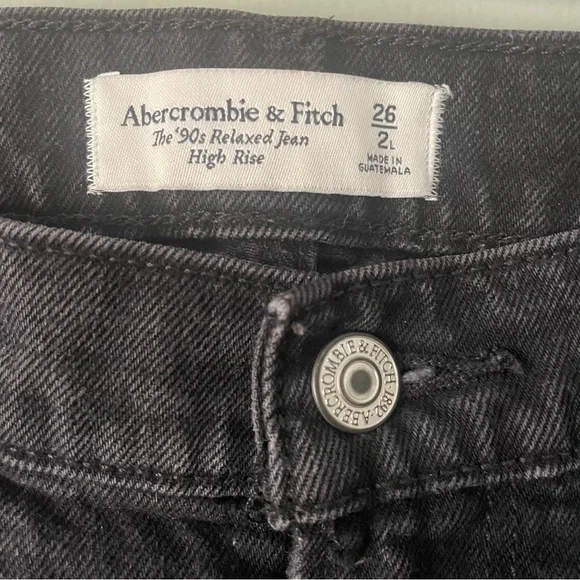 Abercrombie & Fitch
The '90s Relaxed Jean
High Rise
26
2L
MADE IN
GUATEMALA
ABERCROMBIE & FITCH · 1892 ·